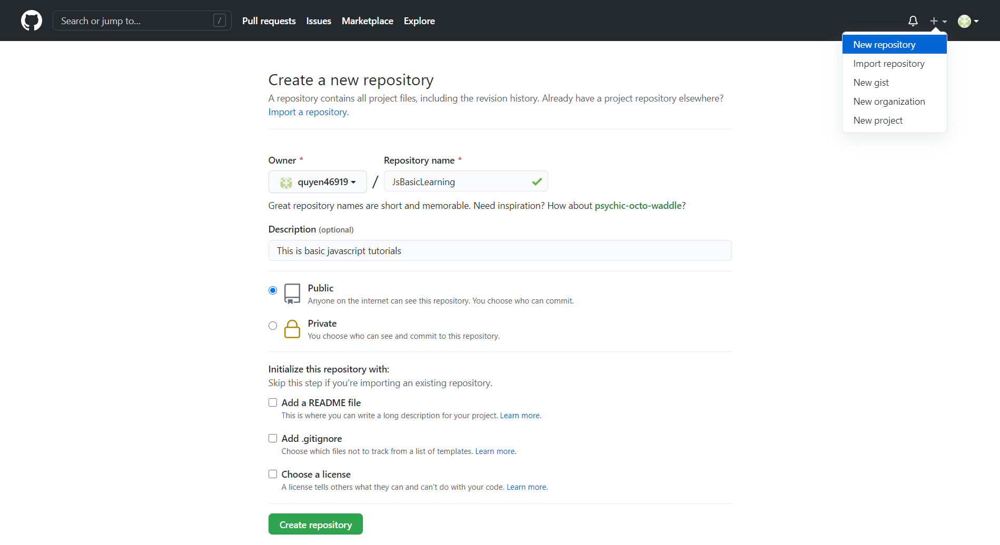 Search or jump to...
/
Pull requests
Issues
Marketplace
Explore
New repository
Import repository
New gist
New organization
New project
Create a new repository
A repository contains all project files, including the revision history. Already have a project repository elsewhere?
Import a repository.
Owner *
Repository name *
quyen46919
/
JsBasicLearning
Great repository names are short and memorable. Need inspiration? How about psychic-octo-waddle?
Description (optional)
This is basic javascript tutorials
Public
Anyone on the internet can see this repository. You choose who can commit.
Private
You choose who can see and commit to this repository.
Initialize this repository with:
Skip this step if you’re importing an existing repository.
Add a README file
This is where you can write a long description for your project. Learn more.
Add .gitignore
Choose which files not to track from a list of templates. Learn more.
Choose a license
A license tells others what they can and can't do with your code. Learn more.
Create repository